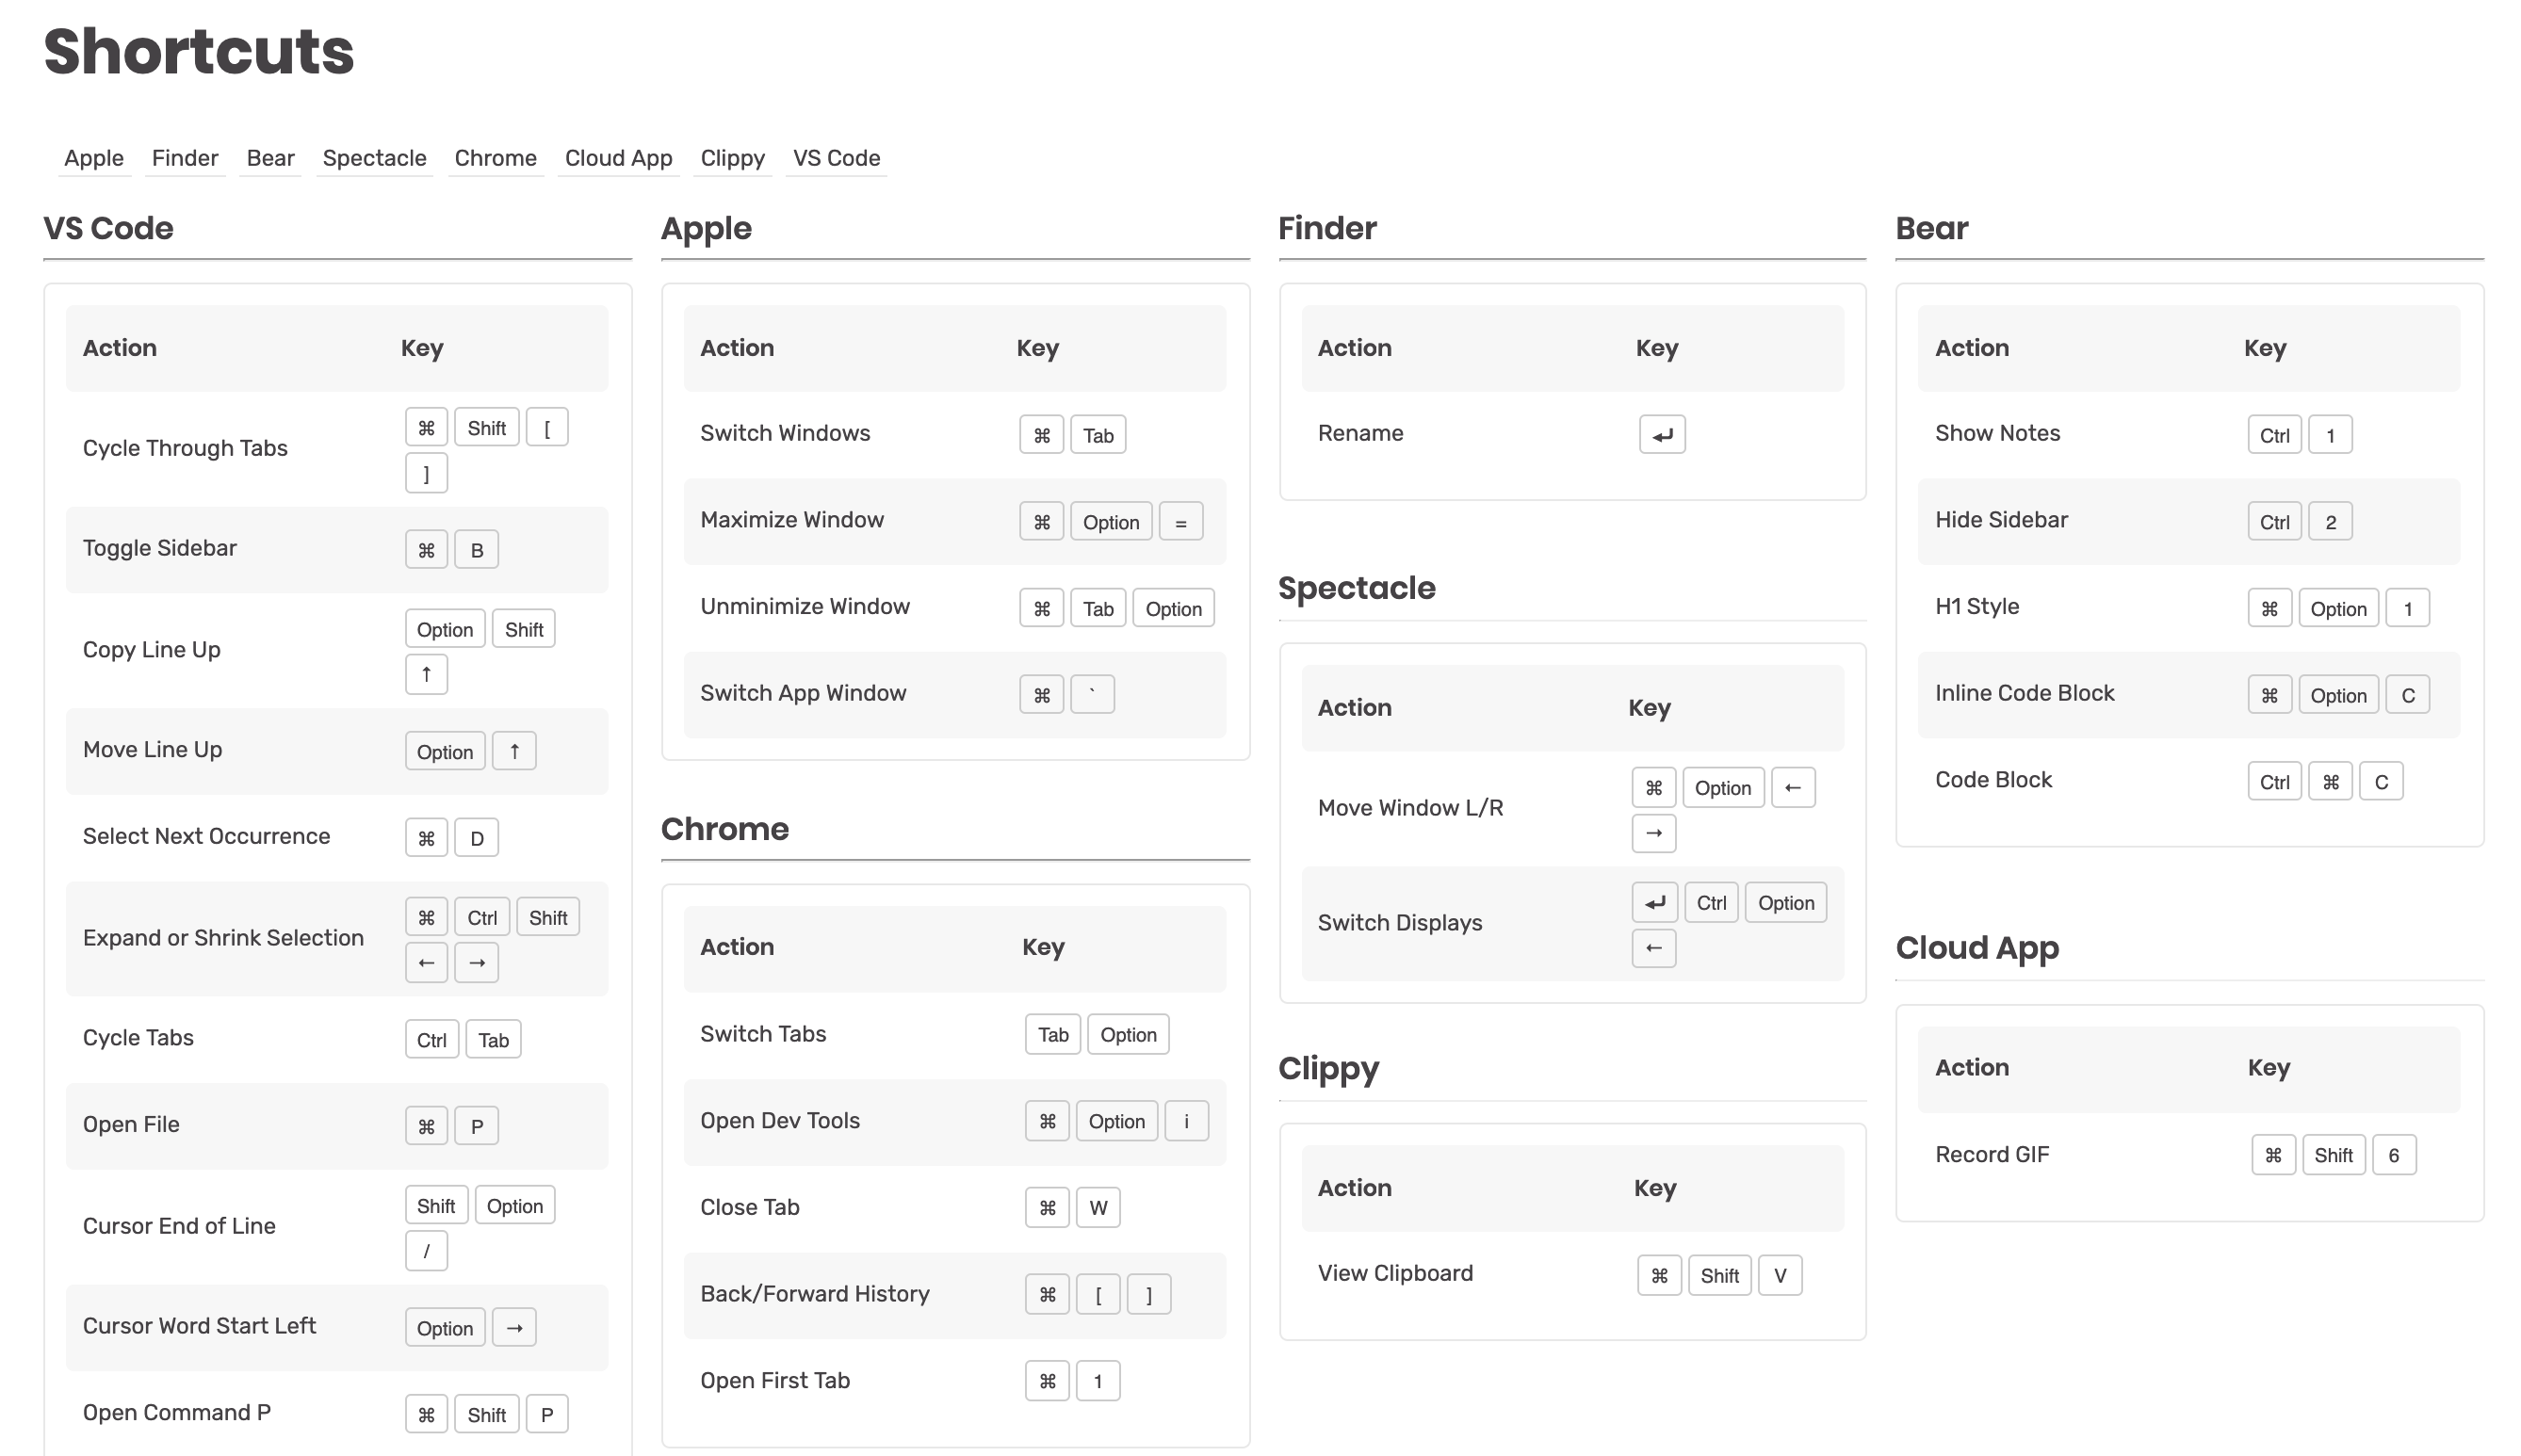 Shortcuts
Apple Finder Bear Spectacle Chrome Cloud App Clippy VS Code
VS Code
Action Key
Cycle Through Tabs ⌘ Shift [
]
Toggle Sidebar ⌘ B
Copy Line Up Option Shift
↑
Move Line Up Option ↑
Select Next Occurrence ⌘ D
Expand or Shrink Selection ⌘ Ctrl Shift
← →
Cycle Tabs Ctrl Tab
Open File ⌘ P
Cursor End of Line Shift Option
/
Cursor Word Start Left Option →
Open Command P ⌘ Shift P
Apple
Action Key
Switch Windows ⌘ Tab
Maximize Window ⌘ Option =
Unminimize Window ⌘ Tab Option
Switch App Window ⌘ `
Chrome
Action Key
Switch Tabs Tab Option
Open Dev Tools ⌘ Option i
Close Tab ⌘ W
Back/Forward History ⌘ [ ]
Open First Tab ⌘ 1
Finder
Action Key
Rename ↵
Spectacle
Action Key
Move Window L/R ⌘ Option ←
→
Switch Displays ↵ Ctrl Option
←
Clippy
Action Key
View Clipboard ⌘ Shift V
Bear
Action Key
Show Notes Ctrl 1
Hide Sidebar Ctrl 2
H1 Style ⌘ Option 1
Inline Code Block ⌘ Option C
Code Block Ctrl ⌘ C
Cloud App
Action Key
Record GIF ⌘ Shift 6